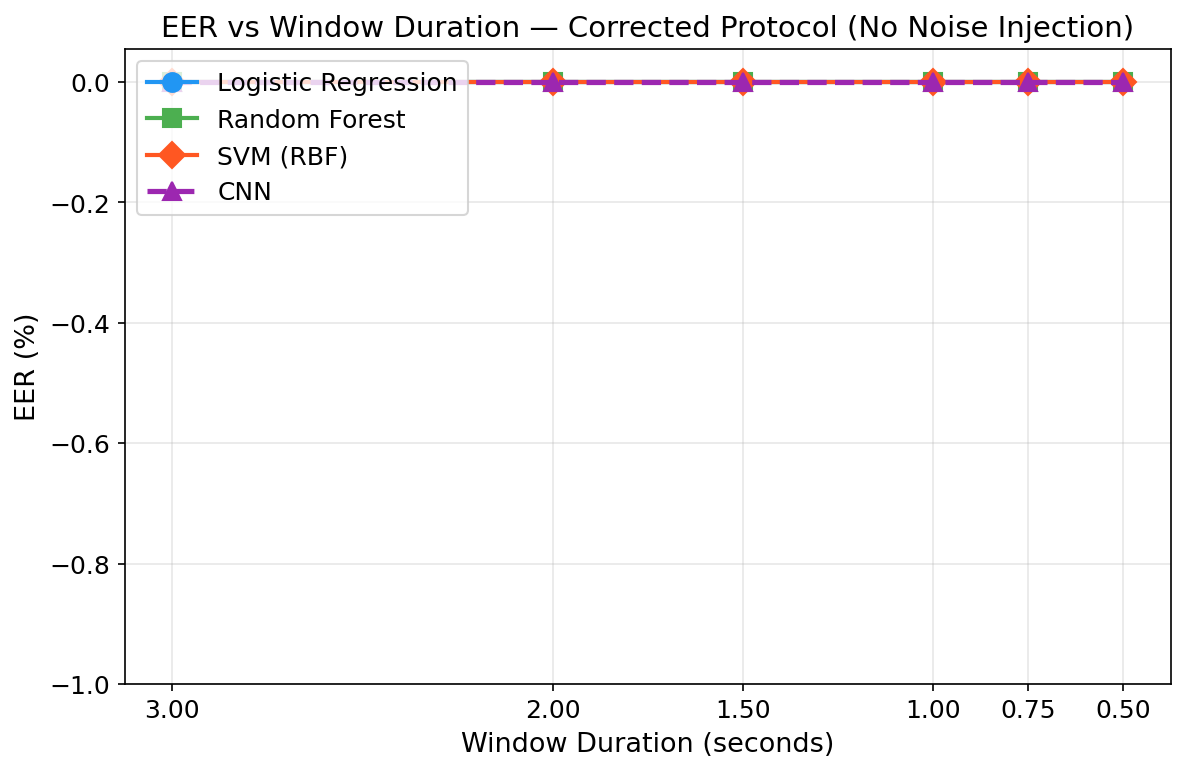 EER vs Window Duration — Corrected Protocol (No Noise Injection)
Logistic Regression
Random Forest
SVM (RBF)
CNN
EER (%)
0.0
−0.2
−0.4
−0.6
−0.8
−1.0
3.00 2.00 1.50 1.00 0.75 0.50
Window Duration (seconds)